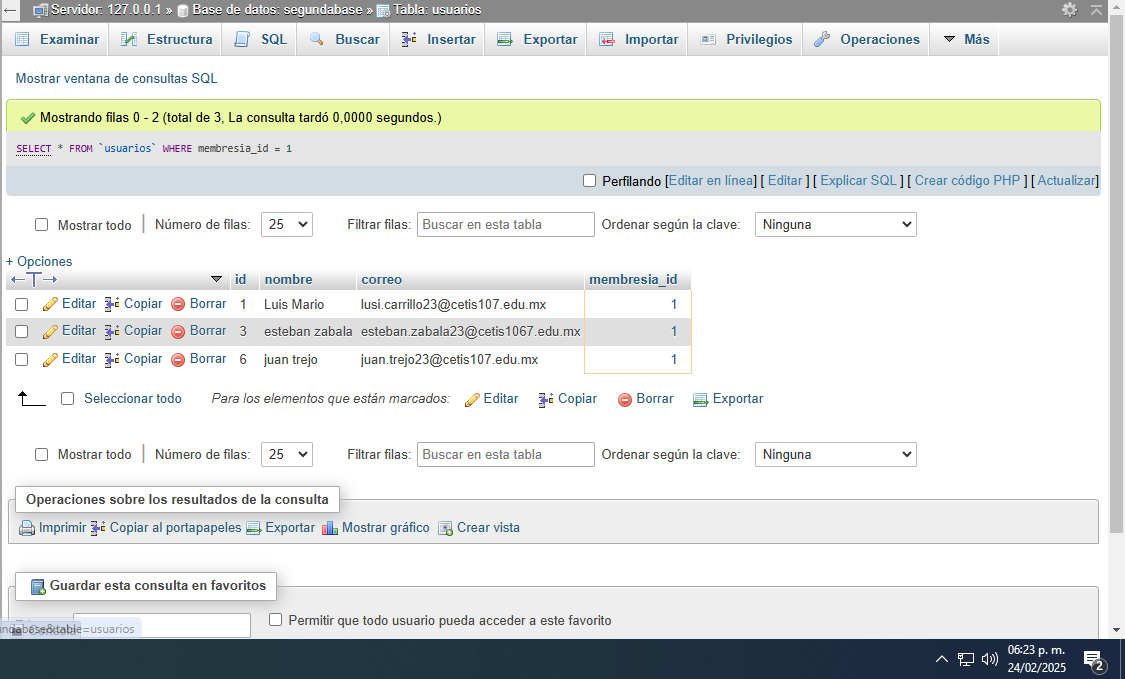 Servidor: 127.0.0.1 » Base de datos: segundabase » Tabla: usuarios
Examinar Estructura SQL Buscar Insertar Exportar Importar Privilegios Operaciones Más
Mostrar ventana de consultas SQL
Mostrando filas 0 - 2 (total de 3, La consulta tardó 0,0000 segundos.)
SELECT * FROM `usuarios` WHERE membresia_id = 1
Perfilando [Editar en línea] [ Editar ] [ Explicar SQL ] [ Crear código PHP ] [ Actualizar]
Mostrar todo Número de filas: 25 Filtrar filas: Buscar en esta tabla Ordenar según la clave: Ninguna
+ Opciones
id nombre correo membresia_id
Editar Copiar Borrar 1 Luis Mario lusi.carrillo23@cetis107.edu.mx 1
Editar Copiar Borrar 3 esteban zabala esteban.zabala23@cetis1067.edu.mx 1
Editar Copiar Borrar 6 juan trejo juan.trejo23@cetis107.edu.mx 1
Seleccionar todo Para los elementos que están marcados: Editar Copiar Borrar Exportar
Mostrar todo Número de filas: 25 Filtrar filas: Buscar en esta tabla Ordenar según la clave: Ninguna
Operaciones sobre los resultados de la consulta
Imprimir Copiar al portapapeles Exportar Mostrar gráfico Crear vista
Guardar esta consulta en favoritos
Permitir que todo usuario pueda acceder a este favorito
=usuarios
06:23 p. m.
24/02/2025
2